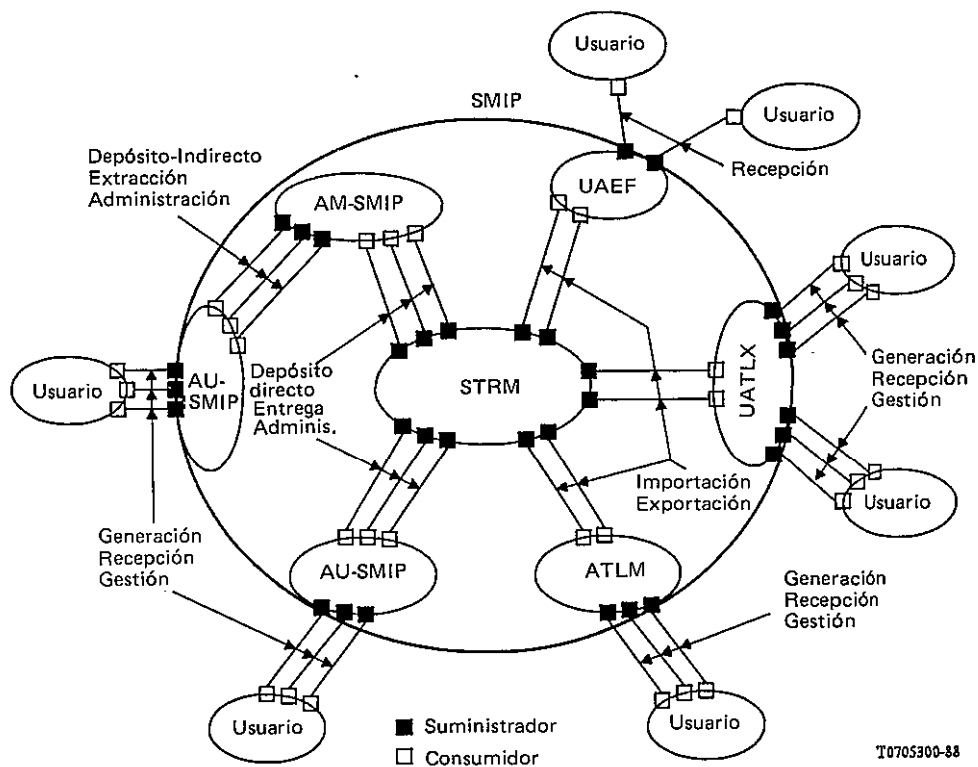 Usuario
SMIP
Usuario
Depósito-Indirecto
Extracción
Administración
Recepción
UAEF
AM-SMIP
Usuario
UATLX
Generación
Recepción
Gestión
Usuario
AU-
SMIP
Depósito
directo
Entrega
Adminis.
STRM
Importación
Exportación
Usuario
Generación
Recepción
Gestión
AU-SMIP
ATLM
Generación
Recepción
Gestión
Usuario
Usuario
Suministrador
Consumidor
T0705300-88